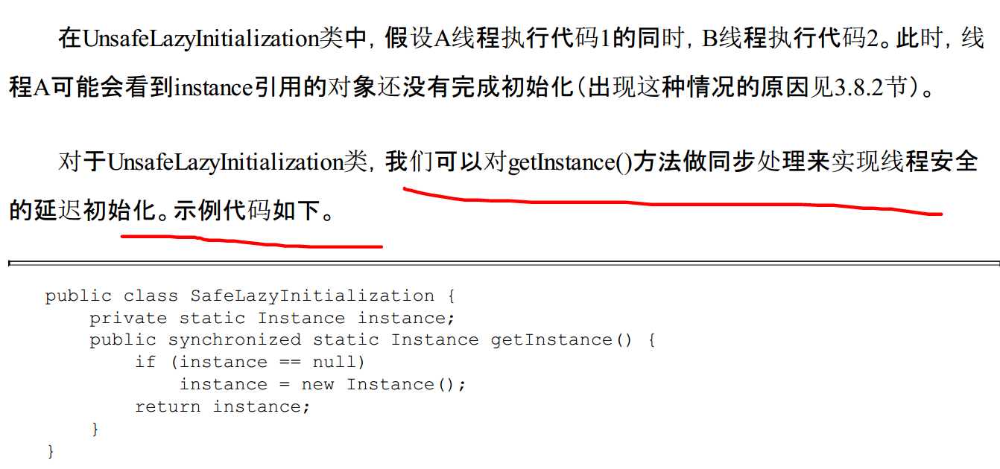 在UnsafeLazyInitialization类中，假设A线程执行代码1的同时，B线程执行代码2。此时，线
程A可能会看到instance引用的对象还没有完成初始化（出现这种情况的原因见3.8.2节）。
对于UnsafeLazyInitialization类，我们可以对getInstance()方法做同步处理来实现线程安全
的延迟初始化。示例代码如下。
public class SafeLazyInitialization {
    private static Instance instance;
    public synchronized static Instance getInstance() {
        if (instance == null)
            instance = new Instance();
        return instance;
    }
}